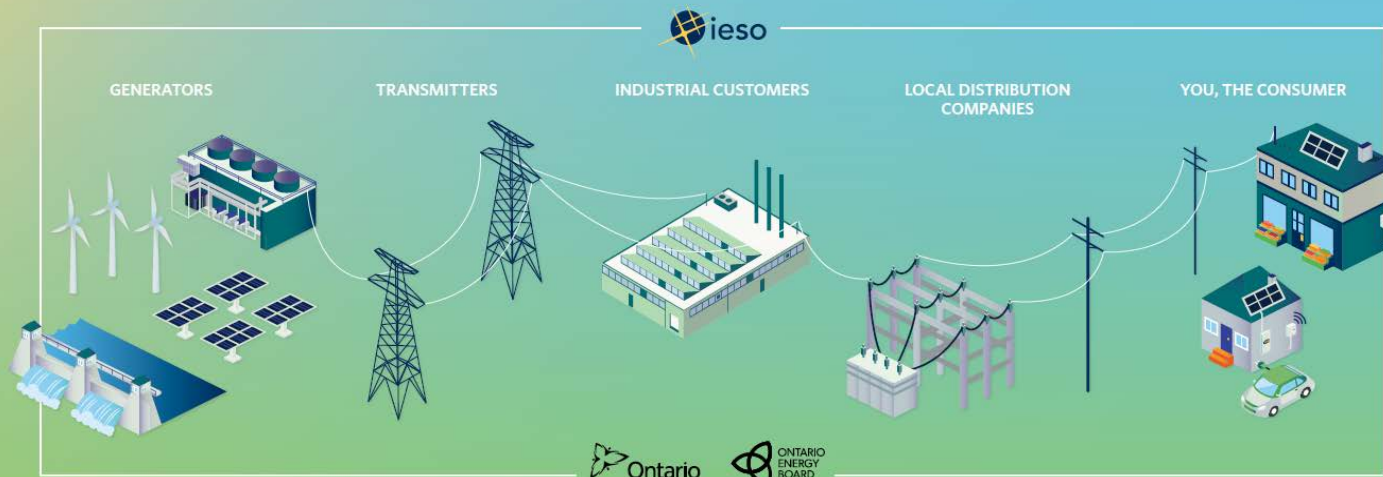 ieso
GENERATORS
TRANSMITTERS
INDUSTRIAL CUSTOMERS
LOCAL DISTRIBUTION
COMPANIES
YOU, THE CONSUMER
Ontario
ONTARIO
ENERGY
BOARD